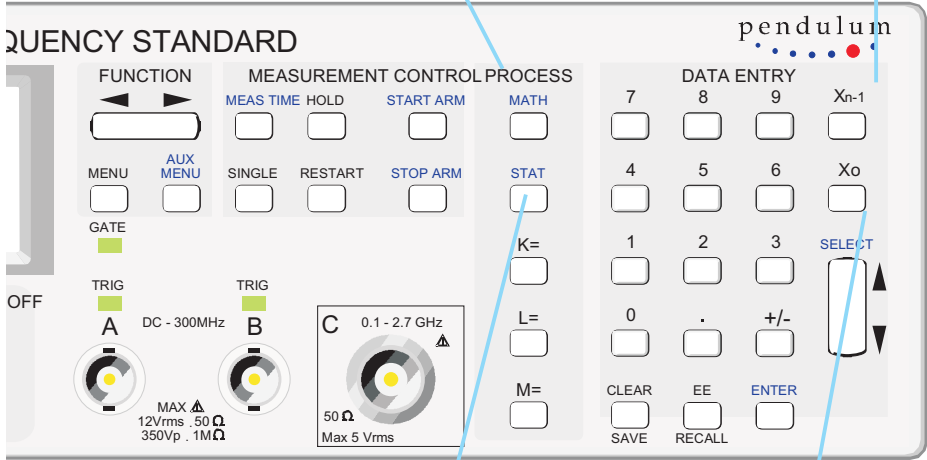 pendulum
QUENCY STANDARD
FUNCTION
MEASUREMENT CONTROL
PROCESS
DATA ENTRY
MEAS TIME
HOLD
START ARM
MATH
7
8
9
Xn-1
MENU
AUX
MENU
SINGLE
RESTART
STOP ARM
STAT
4
5
6
Xo
GATE
K=
1
2
3
SELECT
OFF
TRIG
TRIG
A
DC - 300MHz
B
C
0.1 - 2.7 GHz
L=
0
.
+/-
MAX
12Vrms . 50 Ω
350Vp . 1MΩ
50 Ω
Max 5 Vrms
M=
CLEAR
EE
ENTER
SAVE
RECALL